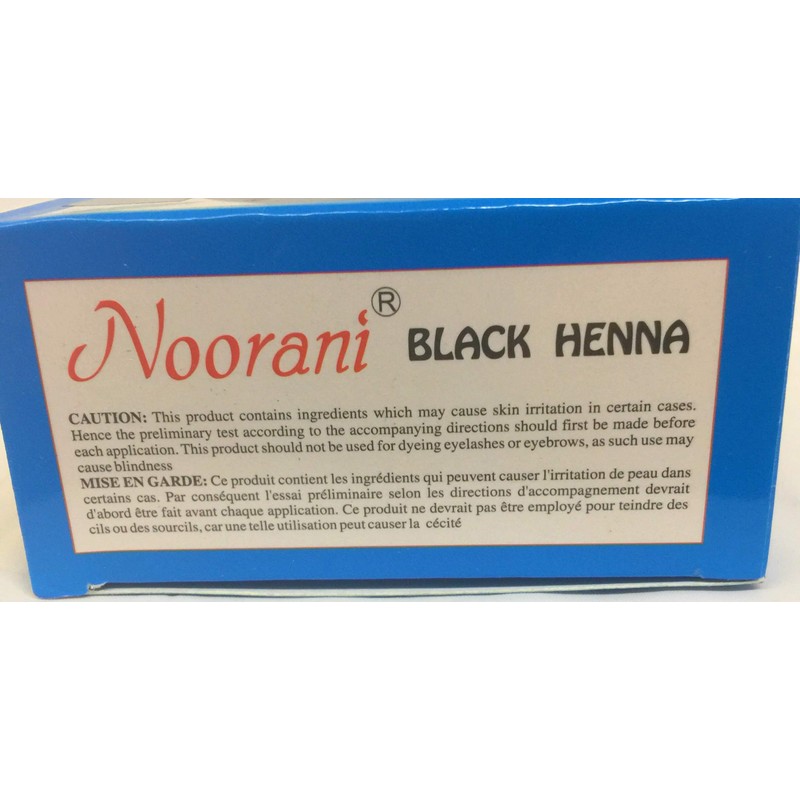 Noorani® BLACK HENNA
CAUTION: This product contains ingredients which may cause skin irritation in certain cases.
Hence the preliminary test according to the accompanying directions should first be made before
each application. This product should not be used for dyeing eyelashes or eyebrows, as such use may
cause blindness
MISE EN GARDE: Ce produit contient les ingrédients qui peuvent causer l'irritation de peau dans
certains cas. Par conséquent l'essai préliminaire selon les directions d'accompagnement devrait
d'abord être fait avant chaque application. Ce produit ne devrait pas être employé pour teindre des
cils ou des sourcils, car une telle utilisation peut causer la cécité